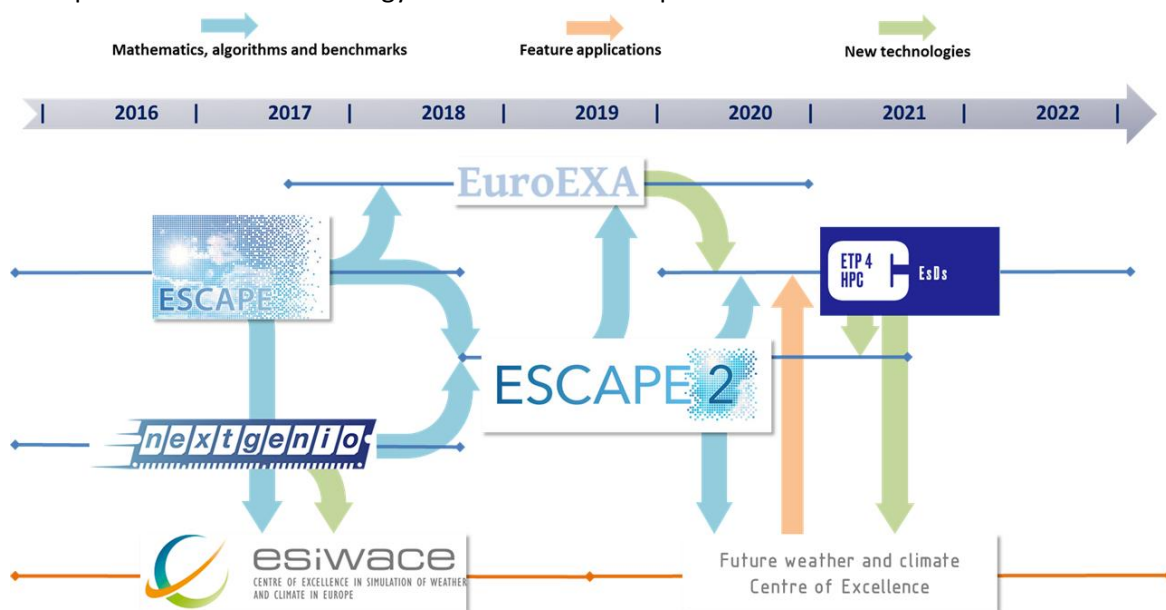 Mathematics, algorithms and benchmarks
Feature applications
New technologies
2016
2017
2018
2019
2020
2021
2022
EuroEXA
ESCAPE
ETP 4
HPC
EsDs
ESCAPE 2
nextgenio
esiwace
CENTRE OF EXCELLENCE IN SIMULATION OF WEATHER
AND CLIMATE IN EUROPE
Future weather and climate
Centre of Excellence